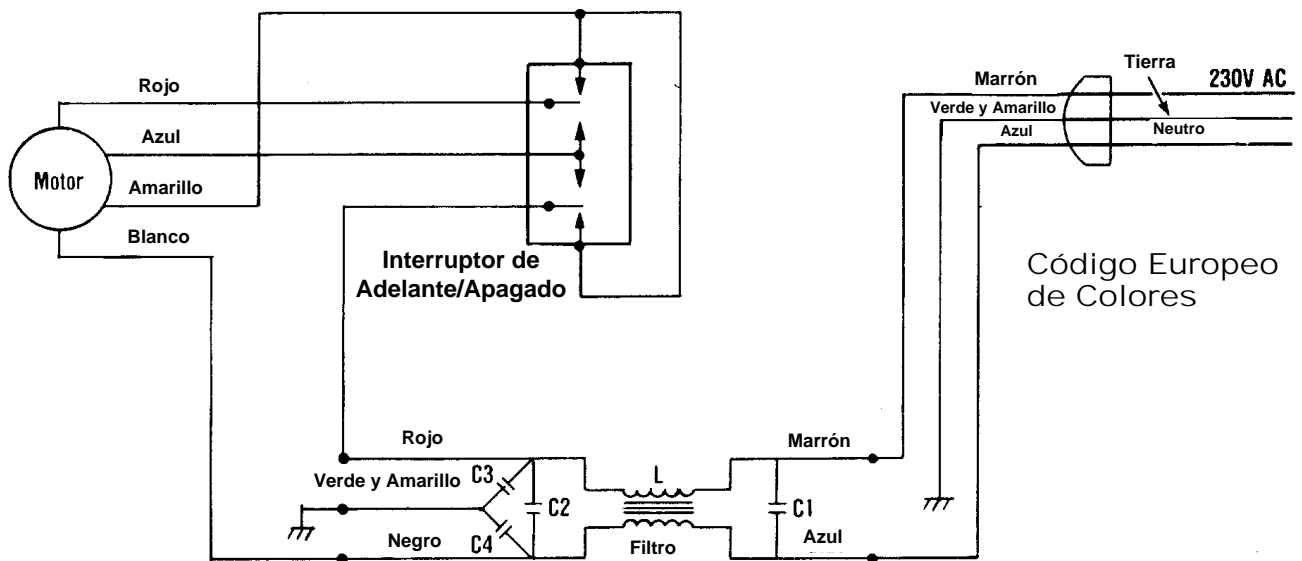 Rojo
Azul
Motor
Amarillo
Blanco
Interruptor de
Adelante/Apagado
Tierra
Marrón
230V AC
Verde y Amarillo
Azul
Neutro
Código Europeo
de Colores
Rojo
Marrón
Verde y Amarillo
C3
L
C2
C1
C4
Negro
Filtro
Azul